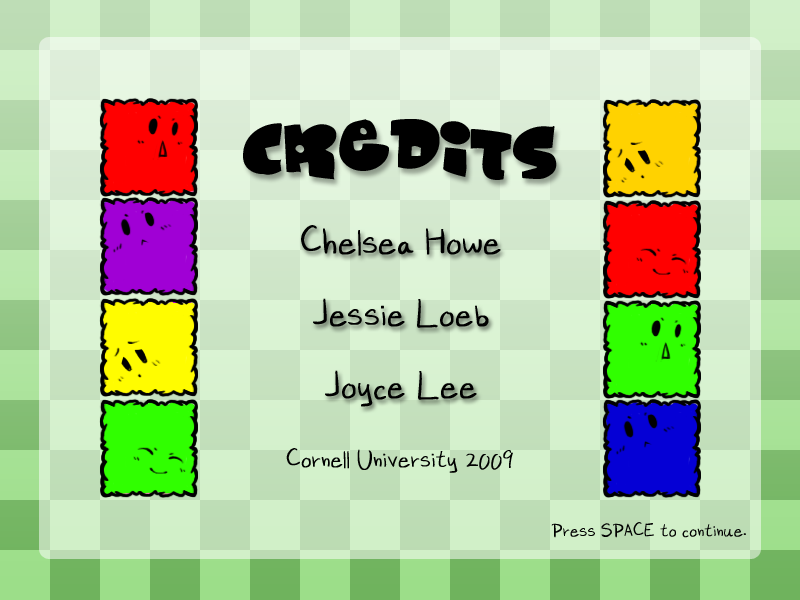 CREDiTS
Chelsea Howe
Jessie Loeb
Joyce Lee
Cornell University 2009
Press SPACE to continue.